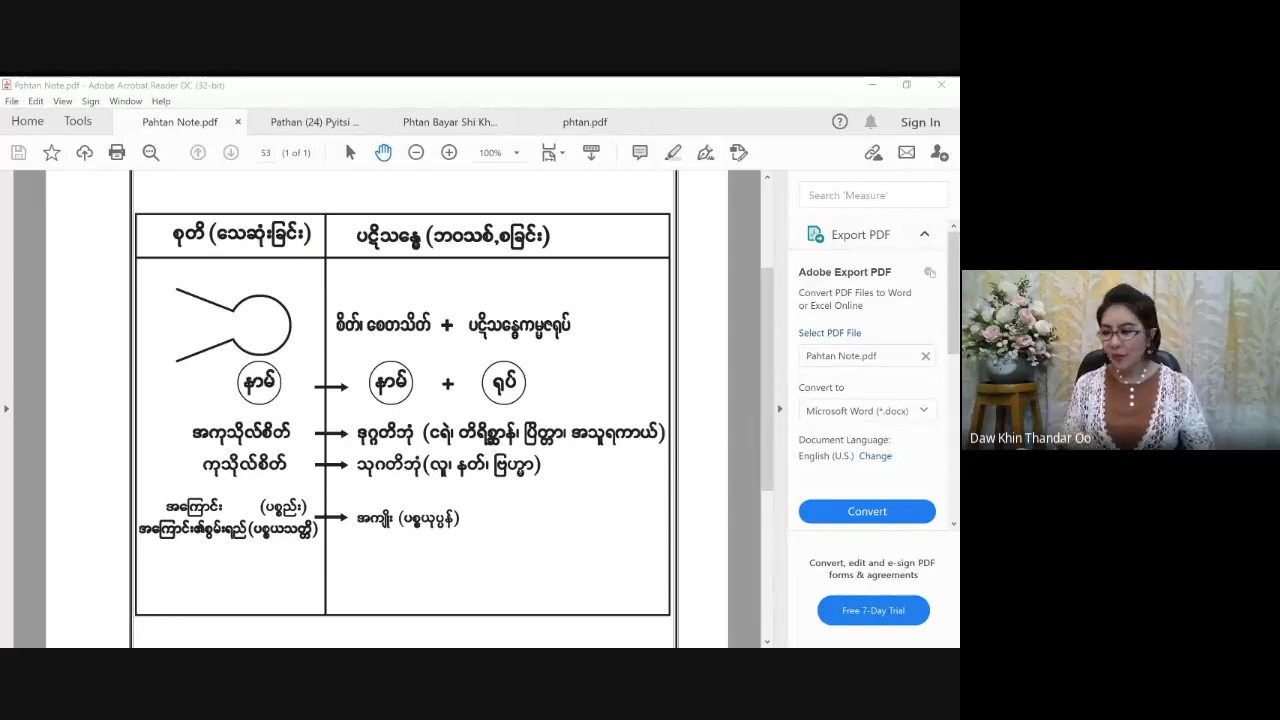 Pahtan Note.pdf - Adobe Acrobat Reader DC (32-bit)
File Edit View Sign Window Help
Home Tools Pahtan Note.pdf × Pathan (24) Pyitsi ... Phtan Bayar Shi Kh... phtan.pdf Sign In
53 (1 of 1) 100%
Search 'Measure'
Export PDF
Adobe Export PDF
Convert PDF Files to Word
or Excel Online
Select PDF File
Pahtan Note.pdf
Convert to
Microsoft Word (*.docx)
Document Language:
English (U.S.) Change
Convert
Convert, edit and e-sign PDF
forms & agreements
Free 7-Day Trial
စုတိ (သေဆုံးခြင်း) ပဋိသန္ဓေ (ဘဝသစ်,စခြင်း)
စိတ်၊ စေတသိတ် + ပဋိသန္ဓေကမ္မဇရုပ်
နာမ် နာမ် + ရုပ်
အကုသိုလ်စိတ် ဒုဂ္ဂတိဘုံ (ငရဲ၊ တိရိစ္ဆာန်၊ ပြိတ္တာ၊ အသူရကာယ်)
ကုသိုလ်စိတ် သုဂတိဘုံ(လူ၊ နတ်၊ ဗြဟ္မာ)
အကြောင်း (ပစ္စည်း)
အကြောင်း၏စွမ်းရည်(ပစ္စယသတ္တိ) အကျိုး (ပစ္စယုပ္ပန်)
Daw Khin Thandar Oo